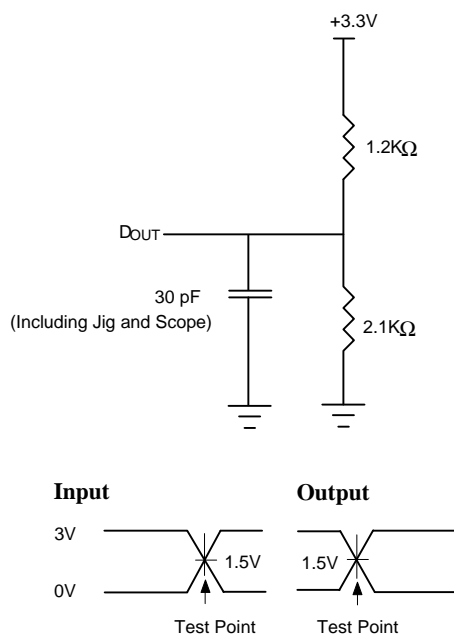 +3.3V
1.2KΩ
DOUT
30 pF
(Including Jig and Scope)
2.1KΩ
Input Output
3V
1.5V 1.5V
0V
Test Point Test Point